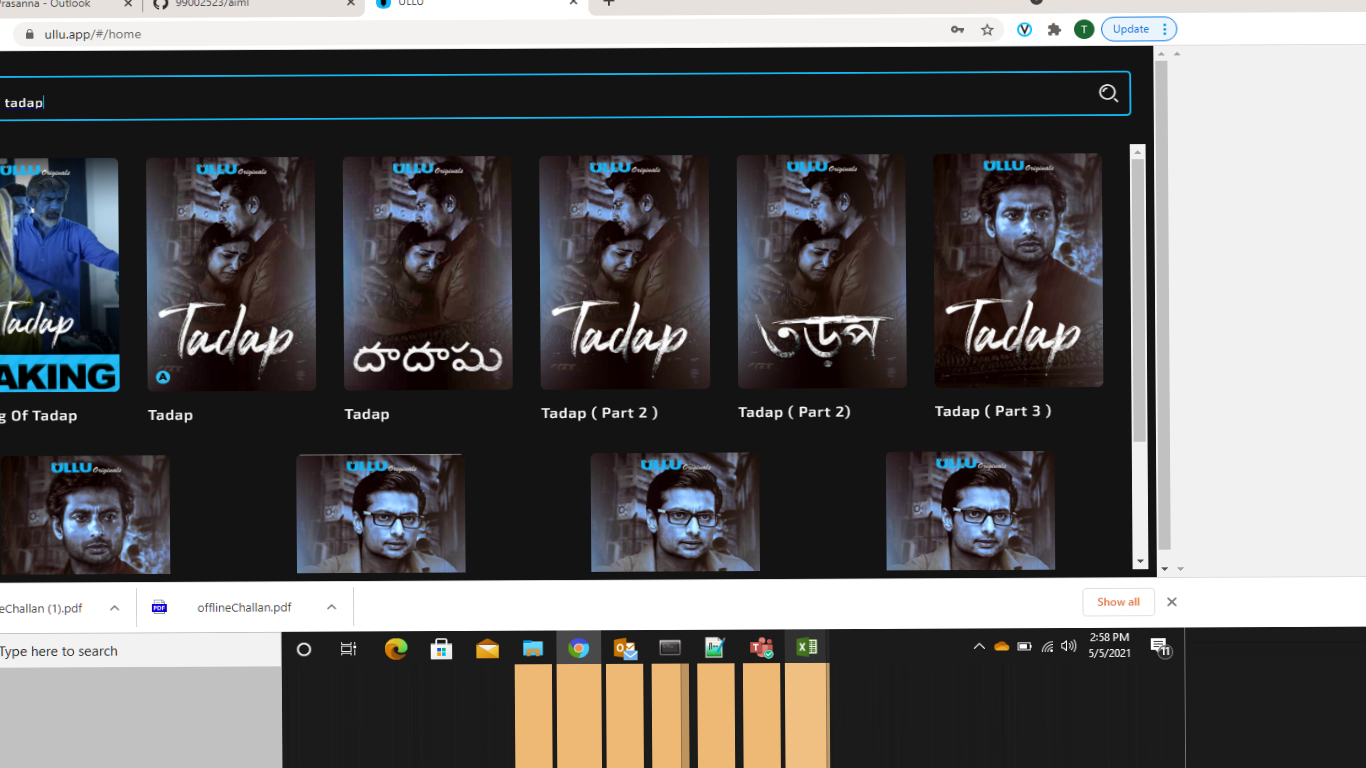 Prasanna - Outlook
99002523/aiml
ULLU
ullu.app/#/home
T
Update
tadap
ULLU Originals
Tadap
AKING
g Of Tadap
ULLU Originals
Tadap
A
Tadap
ULLU Originals
దాదాపు
Tadap
ULLU Originals
Tadap
Tadap ( Part 2 )
ULLU Originals
তড়প
Tadap ( Part 2)
ULLU Originals
Tadap
Tadap ( Part 3 )
ULLU Originals
ULLU Originals
ULLU Originals
ULLU Originals
eChallan (1).pdf
PDF
offlineChallan.pdf
Show all
Type here to search
2:58 PM
5/5/2021
11